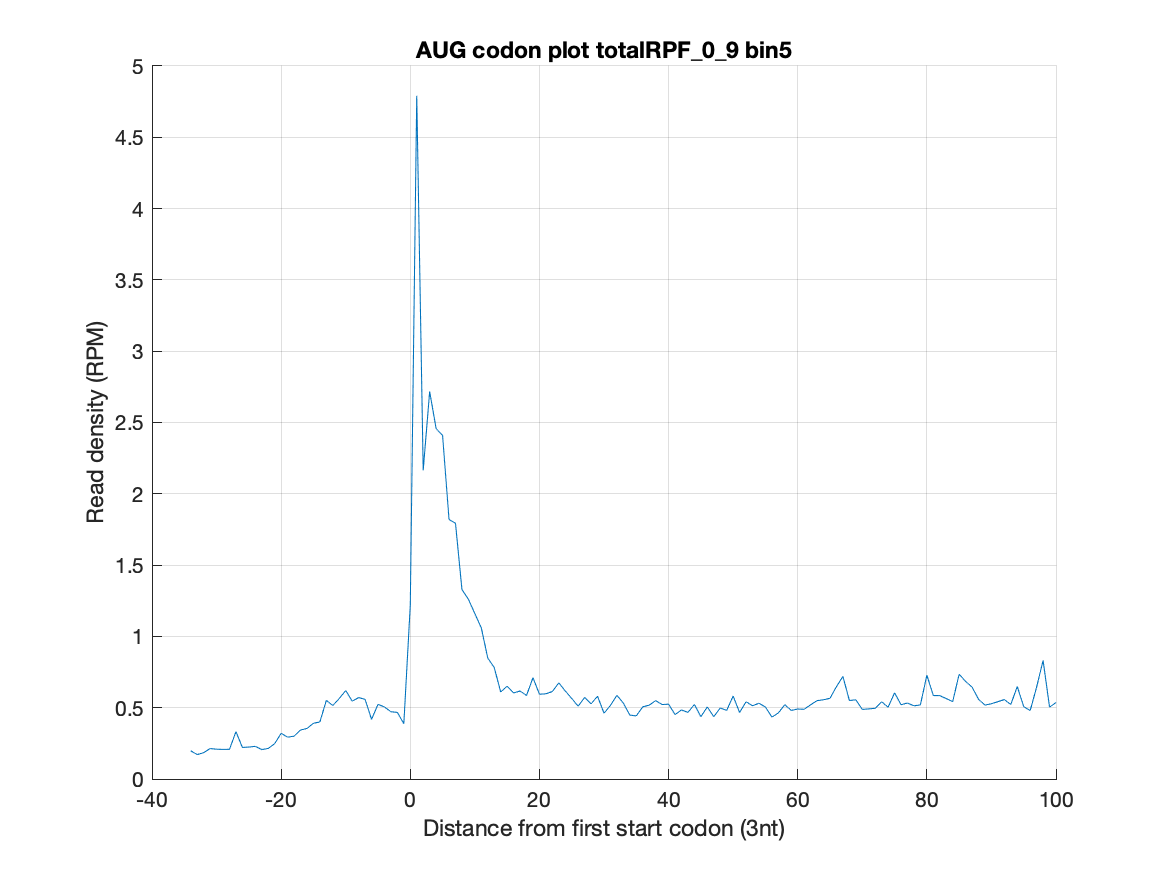 AUG codon plot totalRPF_0_9 bin5
5
4.5
4
3.5
3
2.5
2
1.5
1
0.5
0
Read density (RPM)
-40 -20 0 20 40 60 80 100
Distance from first start codon (3nt)